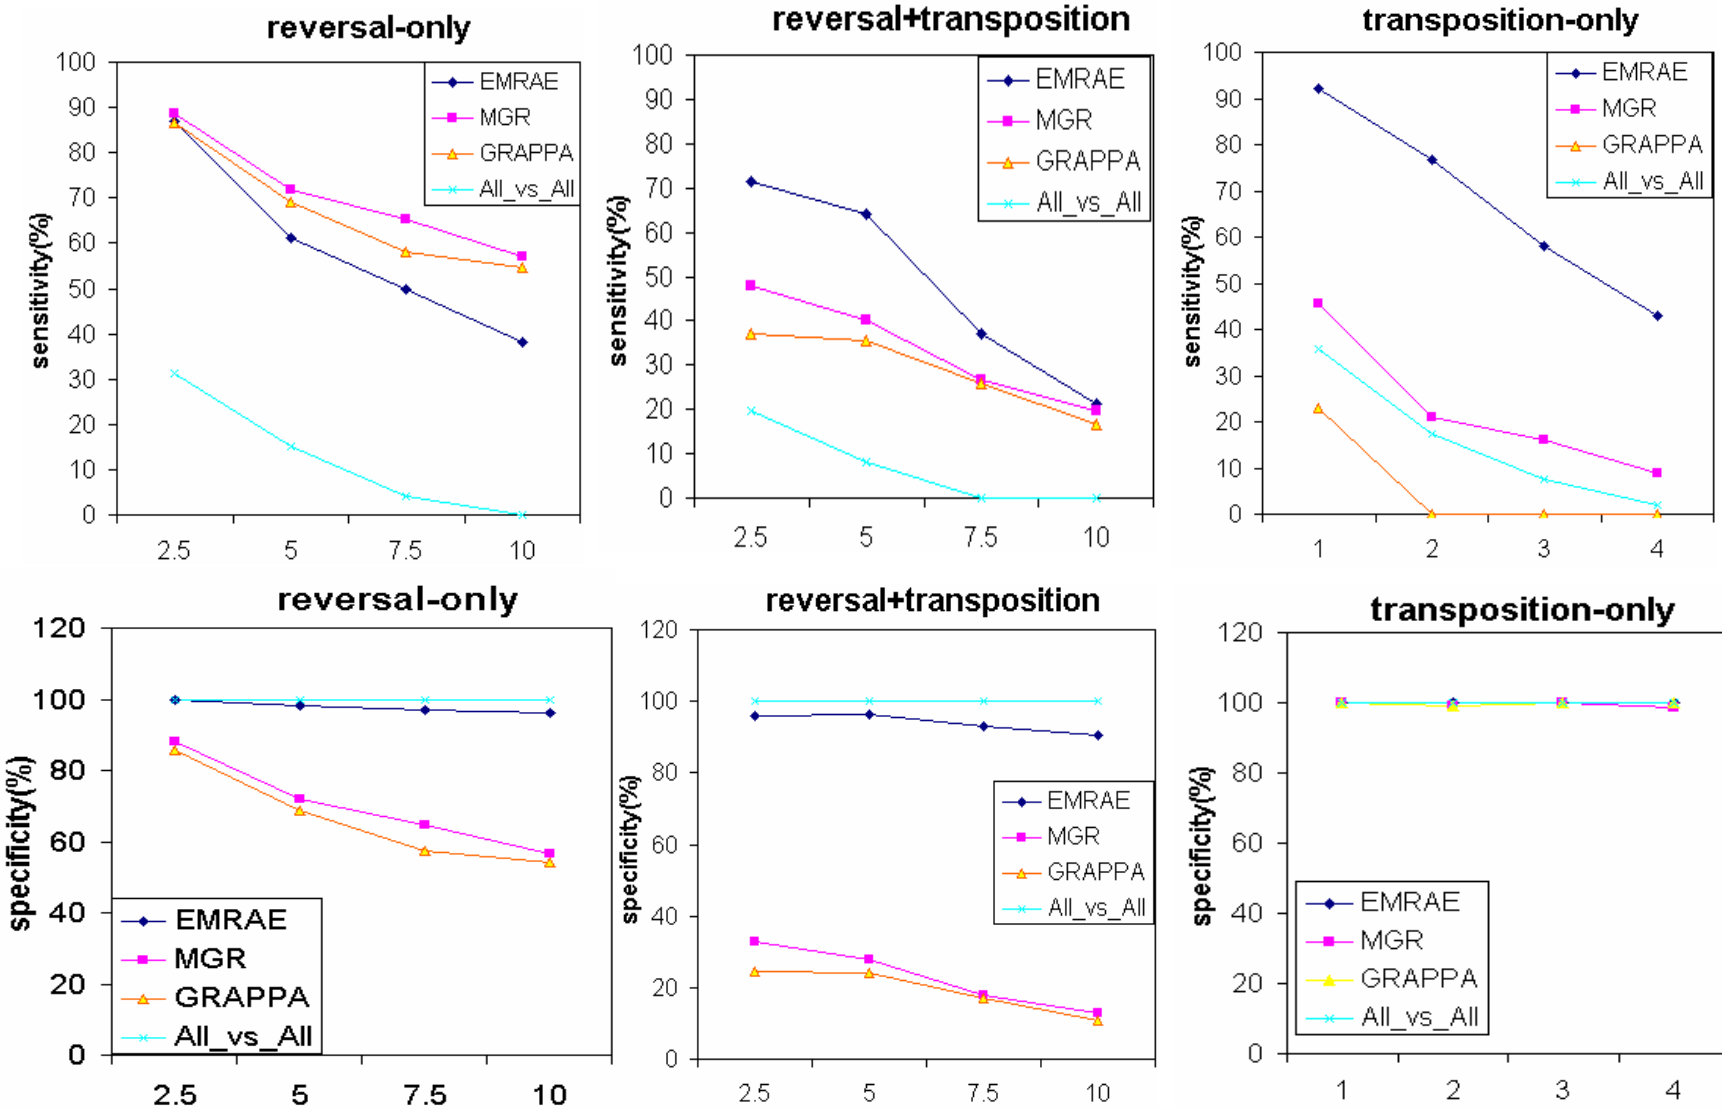 reversal-only
sensitivity(%)
100
90
80
70
60
50
40
30
20
10
0
2.5 5 7.5 10
EMRAE
MGR
GRAPPA
All_vs_All
reversal+transposition
sensitivity(%)
100
90
80
70
60
50
40
30
20
10
0
2.5 5 7.5 10
EMRAE
MGR
GRAPPA
All_vs_All
transposition-only
sensitivity(%)
100
90
80
70
60
50
40
30
20
10
0
1 2 3 4
EMRAE
MGR
GRAPPA
All_vs_All
reversal-only
specificity(%)
120
100
80
60
40
20
0
2.5 5 7.5 10
EMRAE
MGR
GRAPPA
All_vs_All
reversal+transposition
specificity(%)
120
100
80
60
40
20
0
2.5 5 7.5 10
EMRAE
MGR
GRAPPA
All_vs_All
transposition-only
specificity(%)
120
100
80
60
40
20
0
1 2 3 4
EMRAE
MGR
GRAPPA
All_vs_All